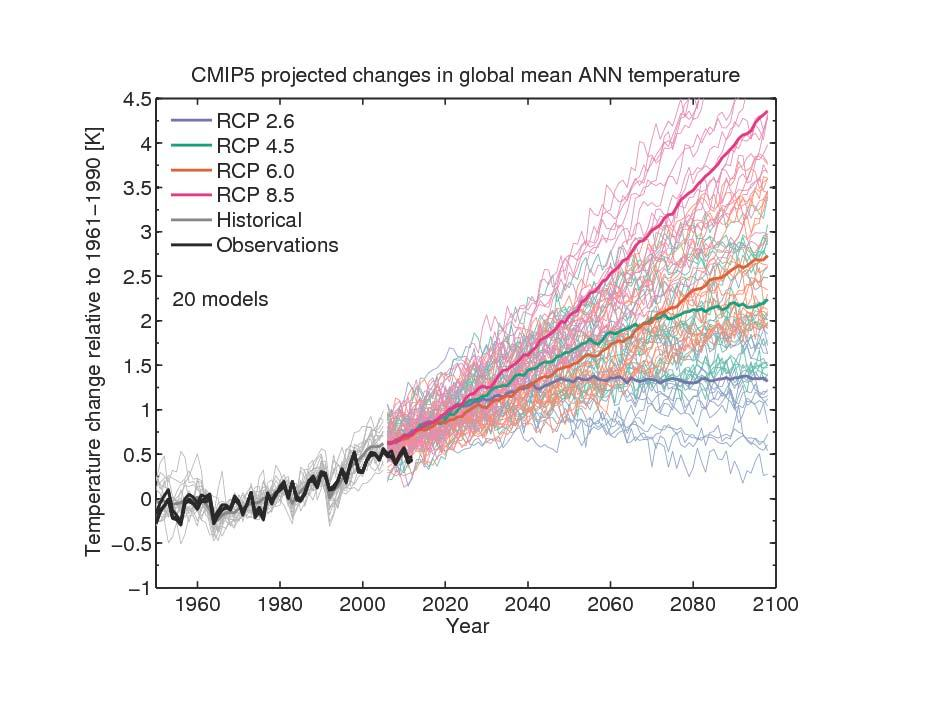 CMIP5 projected changes in global mean ANN temperature
Temperature change relative to 1961−1990 [K]
4.5
4
3.5
3
2.5
2
1.5
1
0.5
0
−0.5
−1
RCP 2.6
RCP 4.5
RCP 6.0
RCP 8.5
Historical
Observations
20 models
1960 1980 2000 2020 2040 2060 2080 2100
Year